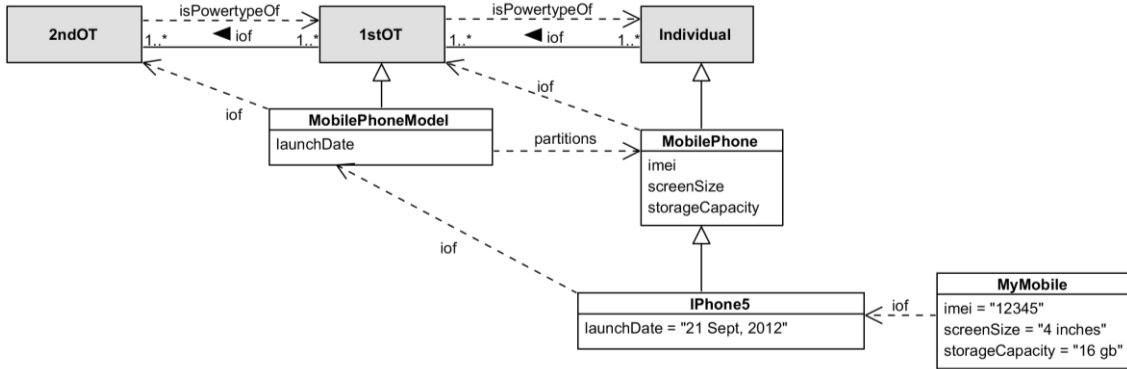 isPowertypeOf
isPowertypeOf
2ndOT
1..*
◀ iof
1..*
1stOT
1..*
◀ iof
1..*
Individual
iof
iof
MobilePhoneModel
launchDate
partitions
MobilePhone
imei
screenSize
storageCapacity
iof
IPhone5
launchDate = "21 Sept, 2012"
iof
MyMobile
imei = "12345"
screenSize = "4 inches"
storageCapacity = "16 gb"